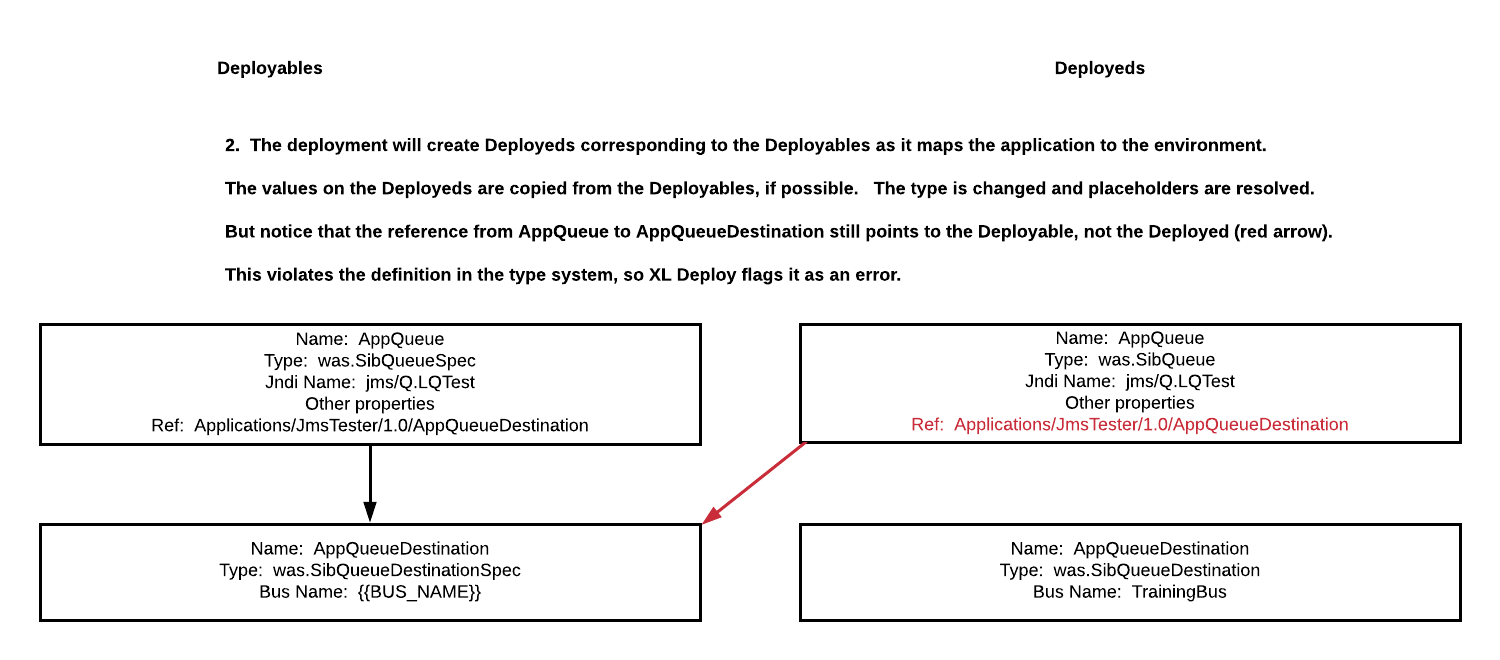 Deployables
Deployeds
2.  The deployment will create Deployeds corresponding to the Deployables as it maps the application to the environment.
The values on the Deployeds are copied from the Deployables, if possible.   The type is changed and placeholders are resolved.
But notice that the reference from AppQueue to AppQueueDestination still points to the Deployable, not the Deployed (red arrow).
This violates the definition in the type system, so XL Deploy flags it as an error.
Name:  AppQueue
Type:  was.SibQueueSpec
Jndi Name:  jms/Q.LQTest
Other properties
Ref:  Applications/JmsTester/1.0/AppQueueDestination
Name:  AppQueue
Type:  was.SibQueue
Jndi Name:  jms/Q.LQTest
Other properties
Ref:  Applications/JmsTester/1.0/AppQueueDestination
Name:  AppQueueDestination
Type:  was.SibQueueDestinationSpec
Bus Name:  {{BUS_NAME}}
Name:  AppQueueDestination
Type:  was.SibQueueDestination
Bus Name:  TrainingBus